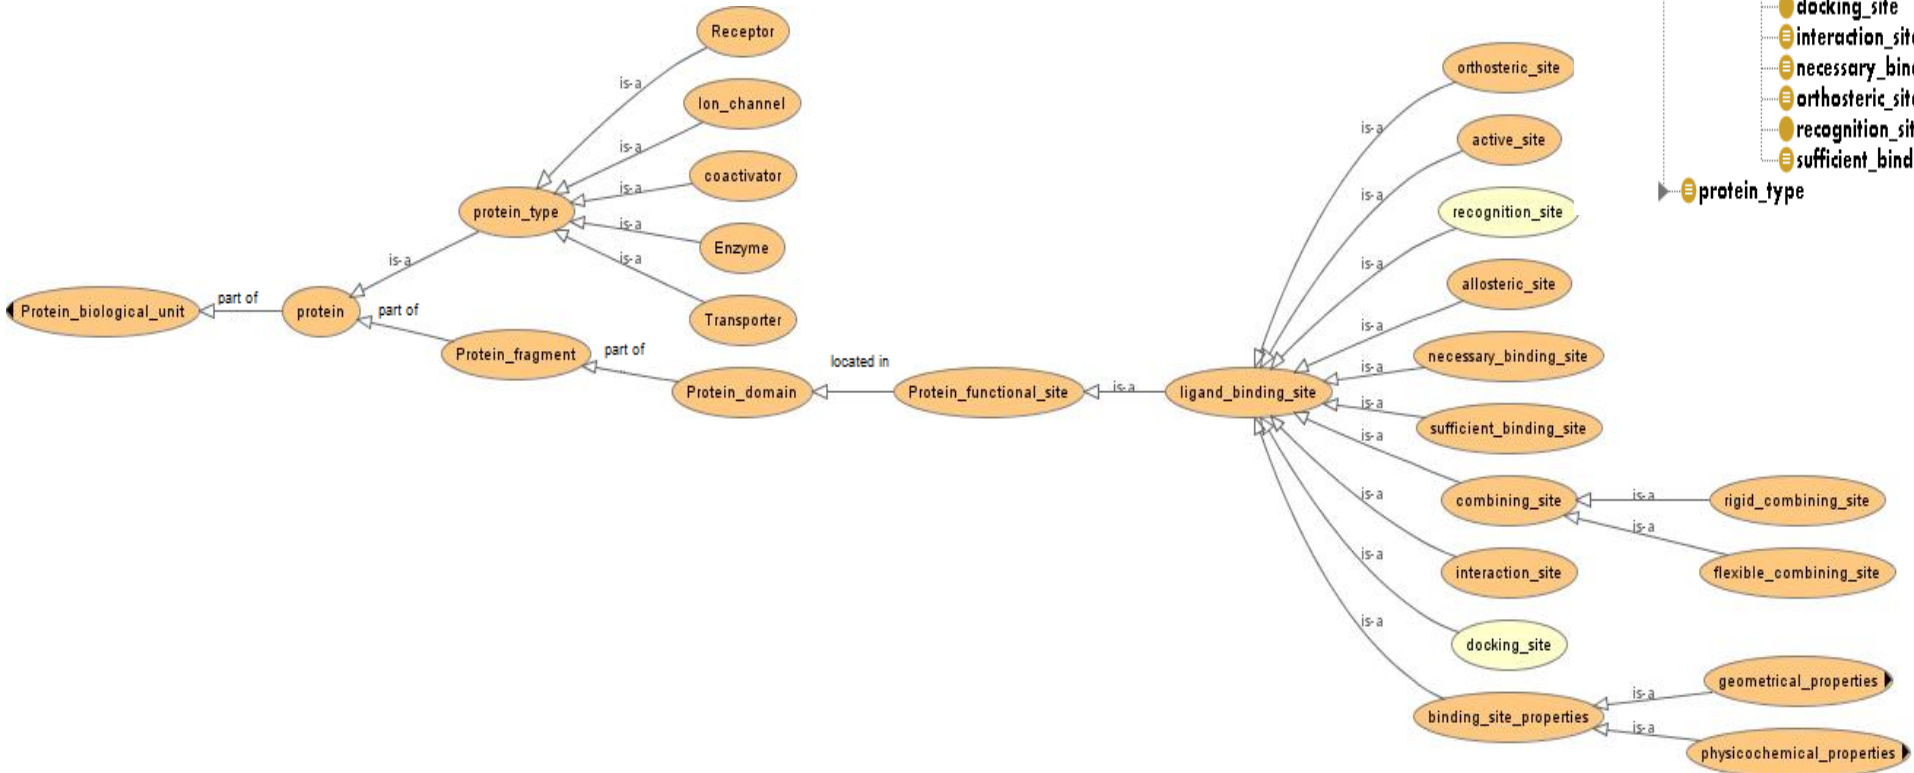 Receptor
is-a
Ion_channel
is-a
coactivator
is-a
protein_type
Enzyme
is-a
is-a
Transporter
is-a
Protein_biological_unit
part of
protein
part of
Protein_fragment
part of
Protein_domain
located in
Protein_functional_site
is-a
ligand_binding_site
orthosteric_site
is-a
active_site
is-a
recognition_site
is-a
allosteric_site
is-a
necessary_binding_site
is-a
sufficient_binding_site
is-a
combining_site
is-a
rigid_combining_site
is-a
flexible_combining_site
is-a
interaction_site
is-a
docking_site
is-a
binding_site_properties
is-a
geometrical_properties
is-a
physicochemical_properties
is-a
docking_site
interaction_site
necessary_bind
orthosteric_site
recognition_sit
sufficient_bind
protein_type